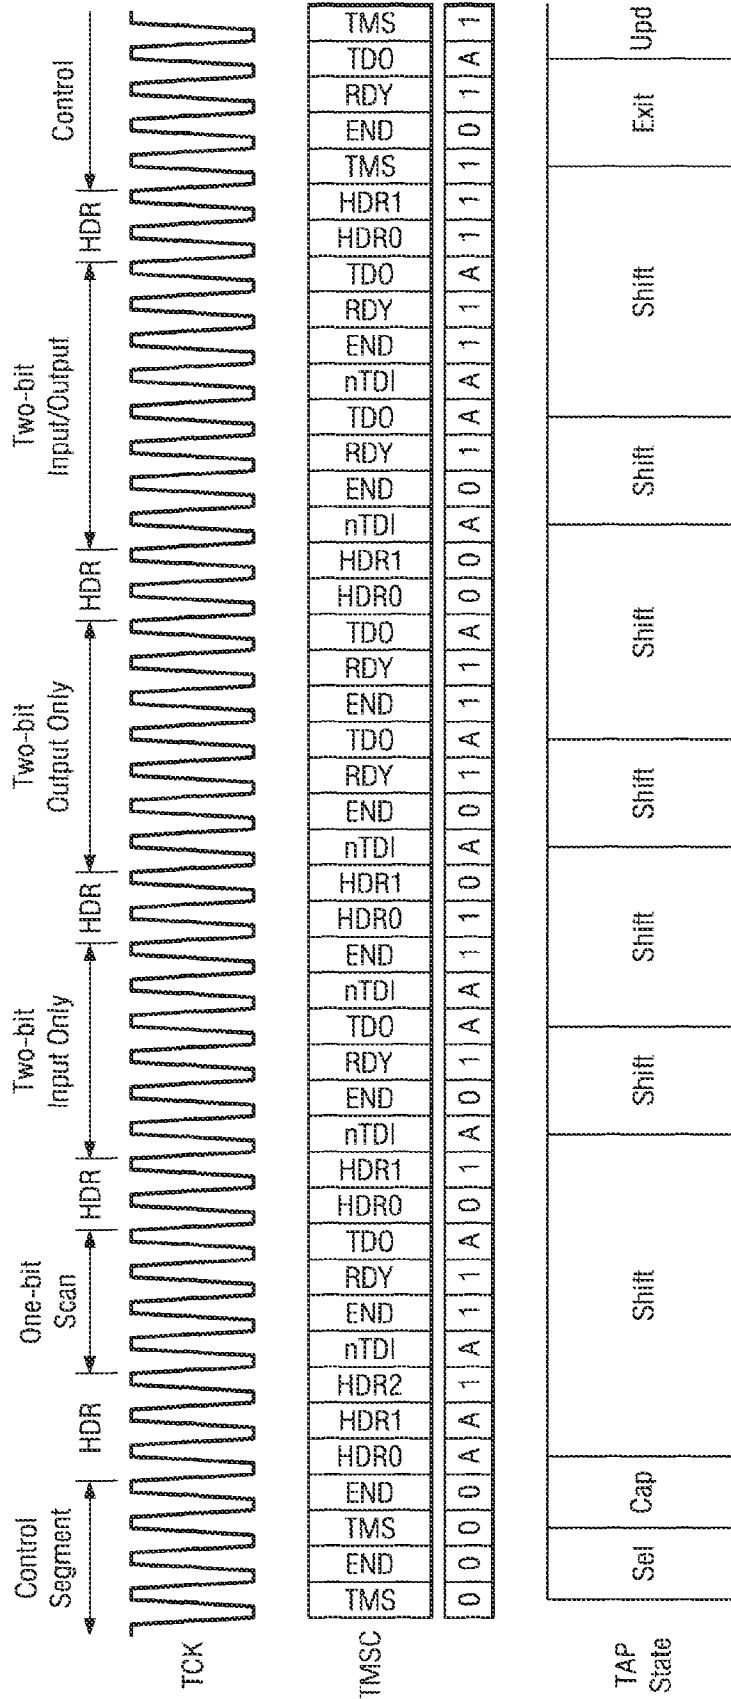 Control
Segment
HDR
One-bit
Scan
HDR
Two-bit
Input Only
HDR
Two-bit
Output Only
HDR
Two-bit
Input/Output
HDR
Control
TCK
TMSC TMS END TMS END HDR0 HDR1 HDR2 nTDI END RDY TDO HDR0 HDR1 nTDI END RDY TDO nTDI END HDR0 HDR1 nTDI END RDY TDO END RDY TDO HDR0 HDR1 nTDI END RDY TDO nTDI END RDY TDO HDR0 HDR1 TMS END RDY TDO TMS
0 0 0 0 A A 1 A 1 1 A 0 1 A 0 1 A A 1 1 0 A 0 1 A 1 1 A 0 0 A 0 1 A A 1 1 A 1 1 1 0 1 A 1
TAP
State
Sel Cap Shift Shift Shift Shift Shift Shift Shift Exit Upd